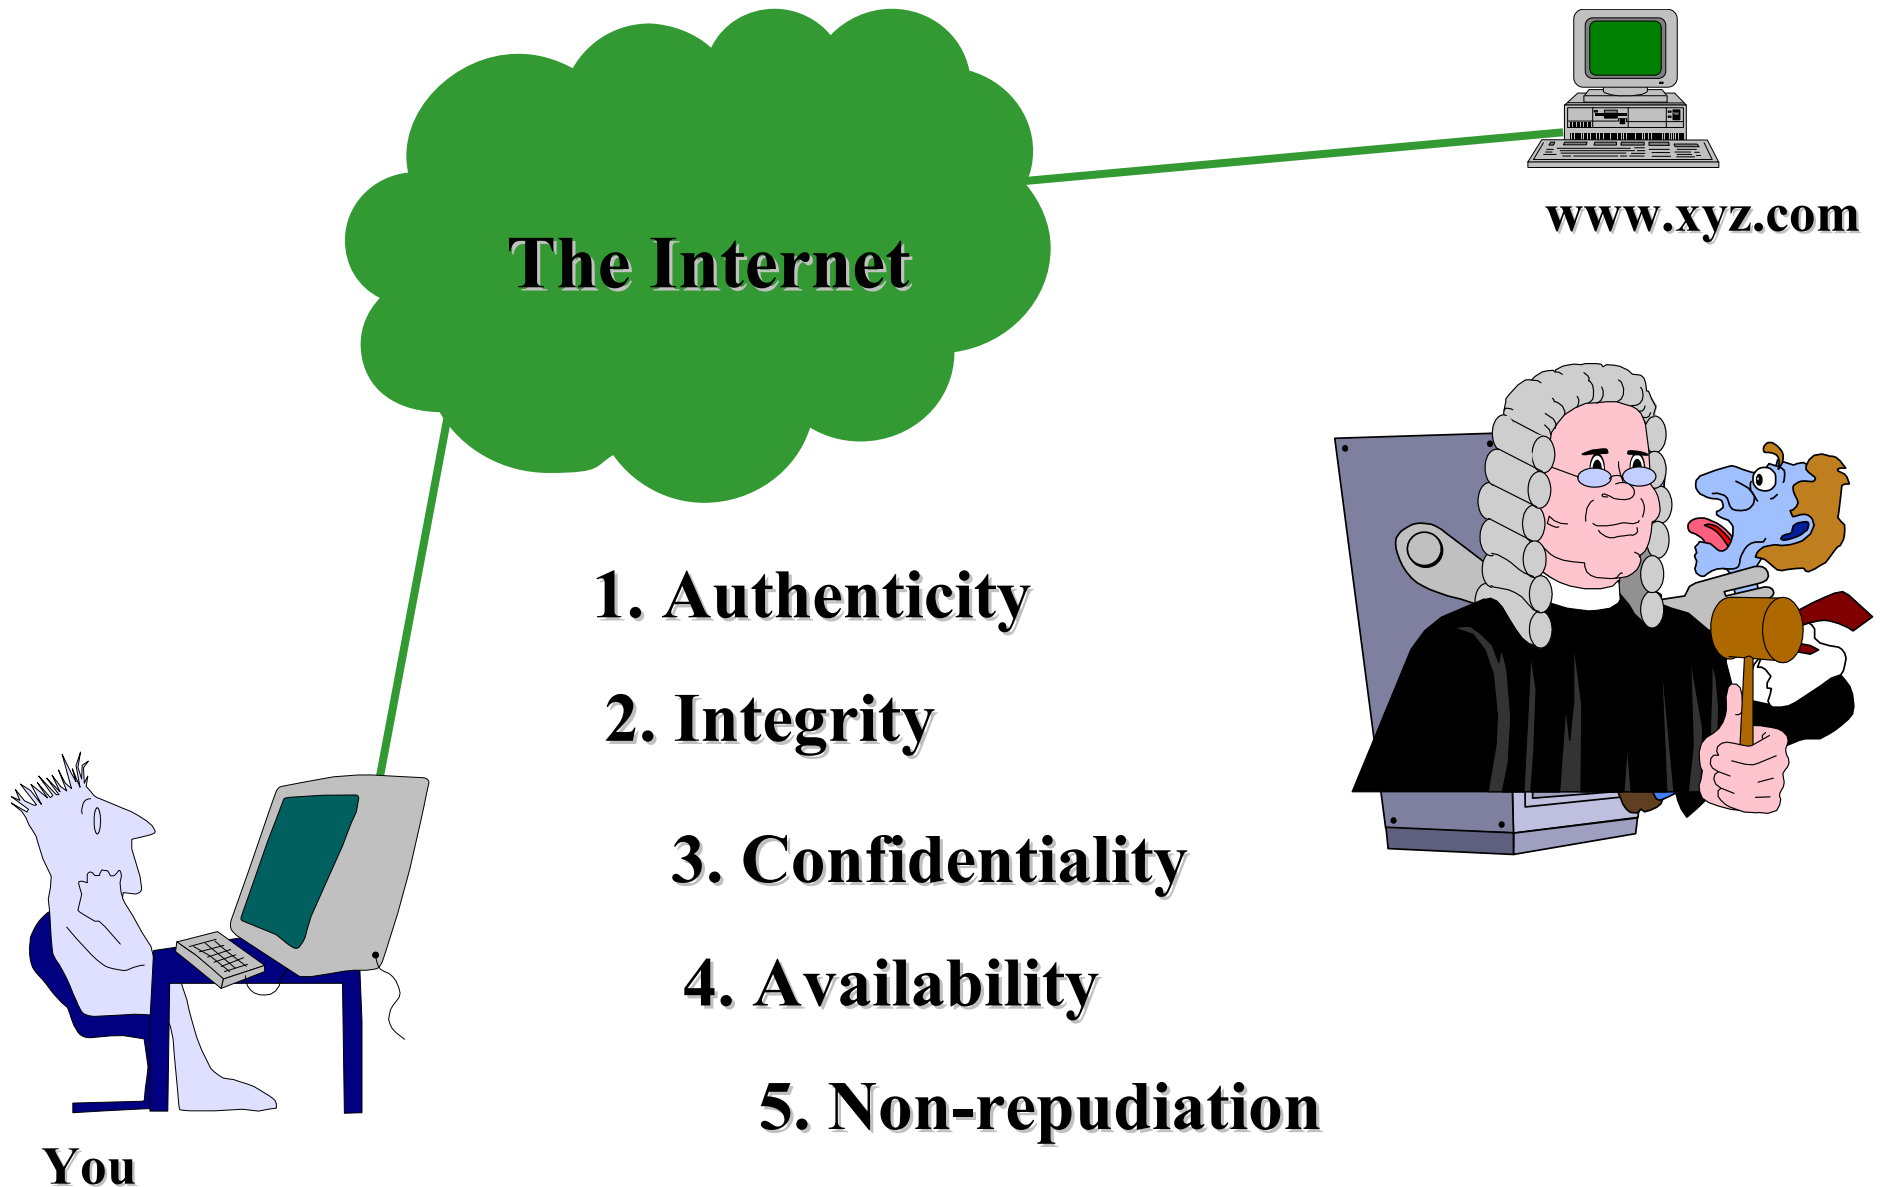 The Internet
www.xyz.com
1. Authenticity
2. Integrity
3. Confidentiality
4. Availability
5. Non-repudiation
You